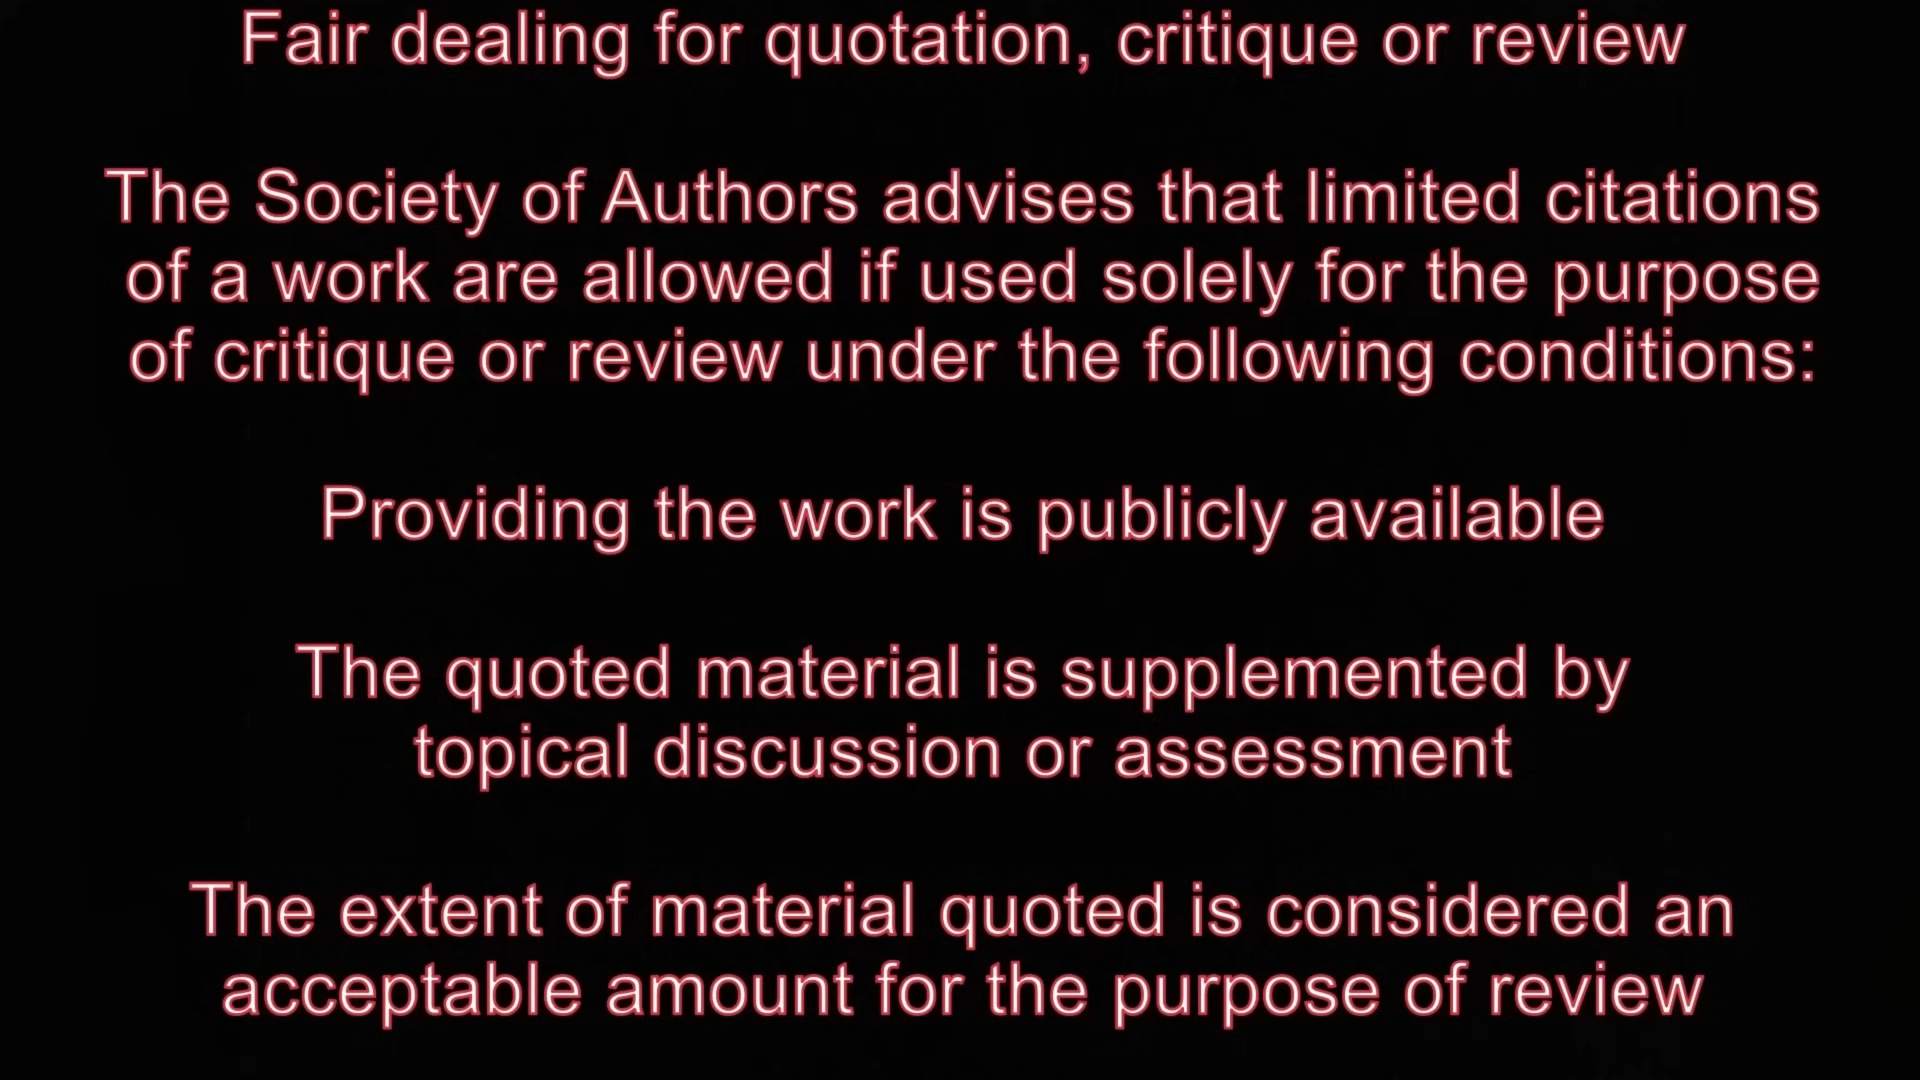 Fair dealing for quotation, critique or review
The Society of Authors advises that limited citations
of a work are allowed if used solely for the purpose
of critique or review under the following conditions:
Providing the work is publicly available
The quoted material is supplemented by
topical discussion or assessment
The extent of material quoted is considered an
acceptable amount for the purpose of review